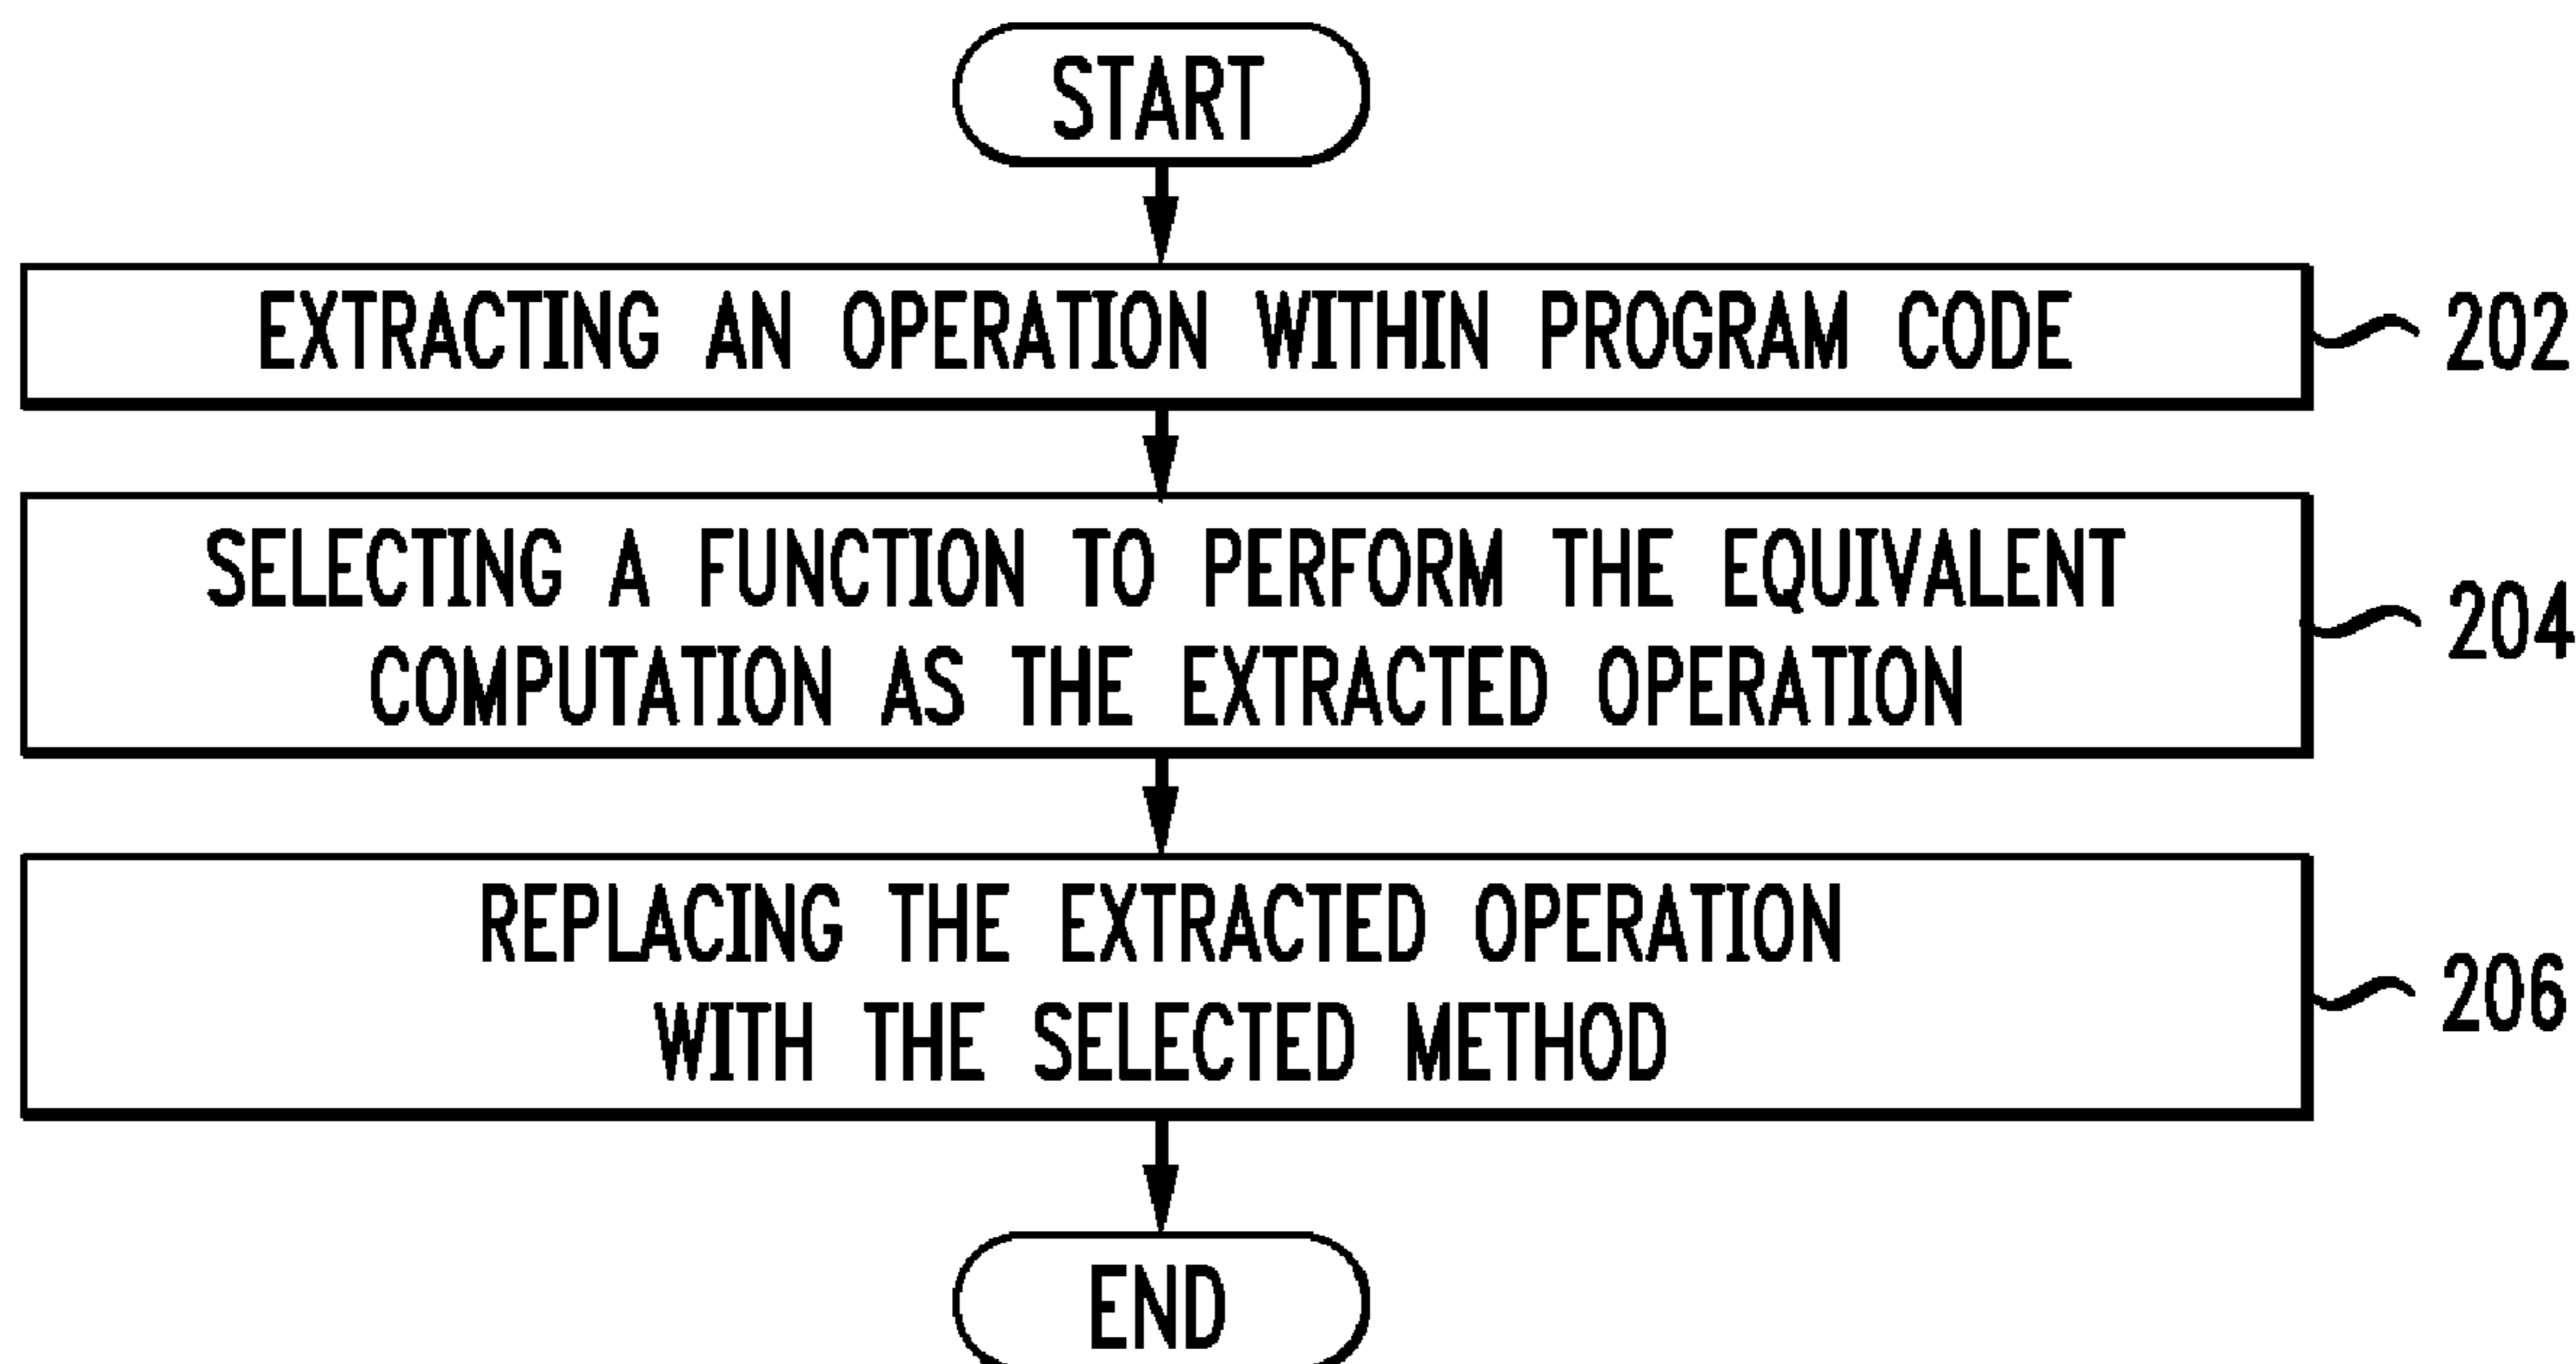 START
EXTRACTING AN OPERATION WITHIN PROGRAM CODE
202
SELECTING A FUNCTION TO PERFORM THE EQUIVALENT
COMPUTATION AS THE EXTRACTED OPERATION
204
REPLACING THE EXTRACTED OPERATION
WITH THE SELECTED METHOD
206
END